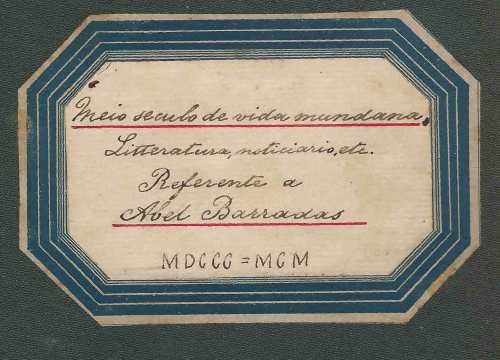 Meio seculo de vida mundana,
Litteratura, noticiario, etc.
Referente a
Abel Barradas
MDCCC = MCM